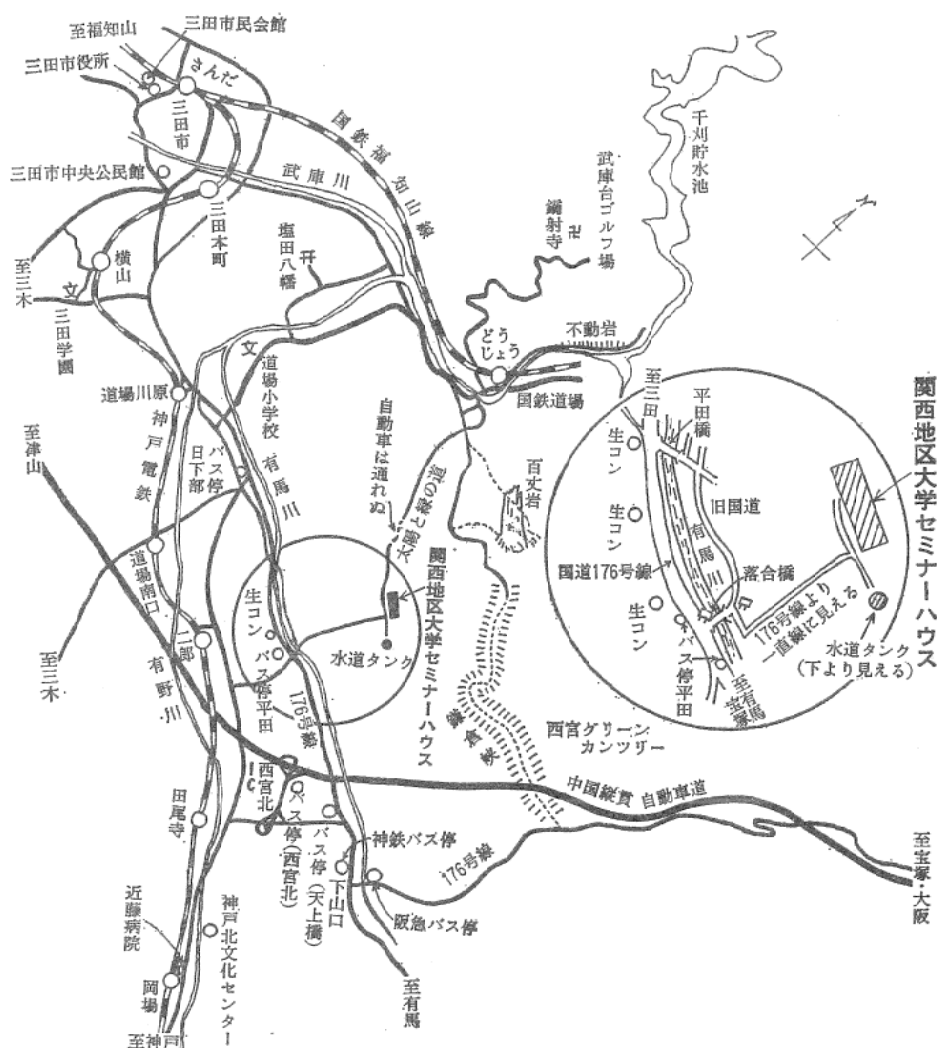 至福知山
三田市民会館
三田市役所
さんだ
三田市
三田市中央公民館
三田本町
武庫川
国鉄福知山線
千刈貯水池
武庫台ゴルフ場
鏑射寺
塩田八幡
N
横山
至三木
文
三田学園
どうじょう
不動岩
国鉄道場
文
道場小学校
道場川原
神戸電鉄
至津山
バス停
日下部
有馬川
自動車は通れぬ
太陽と緑の道
百丈岩
関西地区大学セミナーハウス
道場南口
二郎
至三木
有野川
生コン
バス停平田
176号線
水道タンク
関西地区大学セミナーハウス
至三田
平田橋
生コン
生コン
旧国道
有馬川
国道176号線
落合橋
生コン
バス停平田
176号線より
一直線に見える
水道タンク
(下より見える)
至有馬
宝塚
西宮グリーン
カンツリー
鎌倉峡
中国縦貫自動車道
至宝塚・大阪
西宮北
I.C
バス停(西宮北)
バス停(天上橋)
田尾寺
神鉄バス停
下山口
176号線
阪急バス停
近藤病院
神戸北文化センター
岡場
至有馬
至神戸